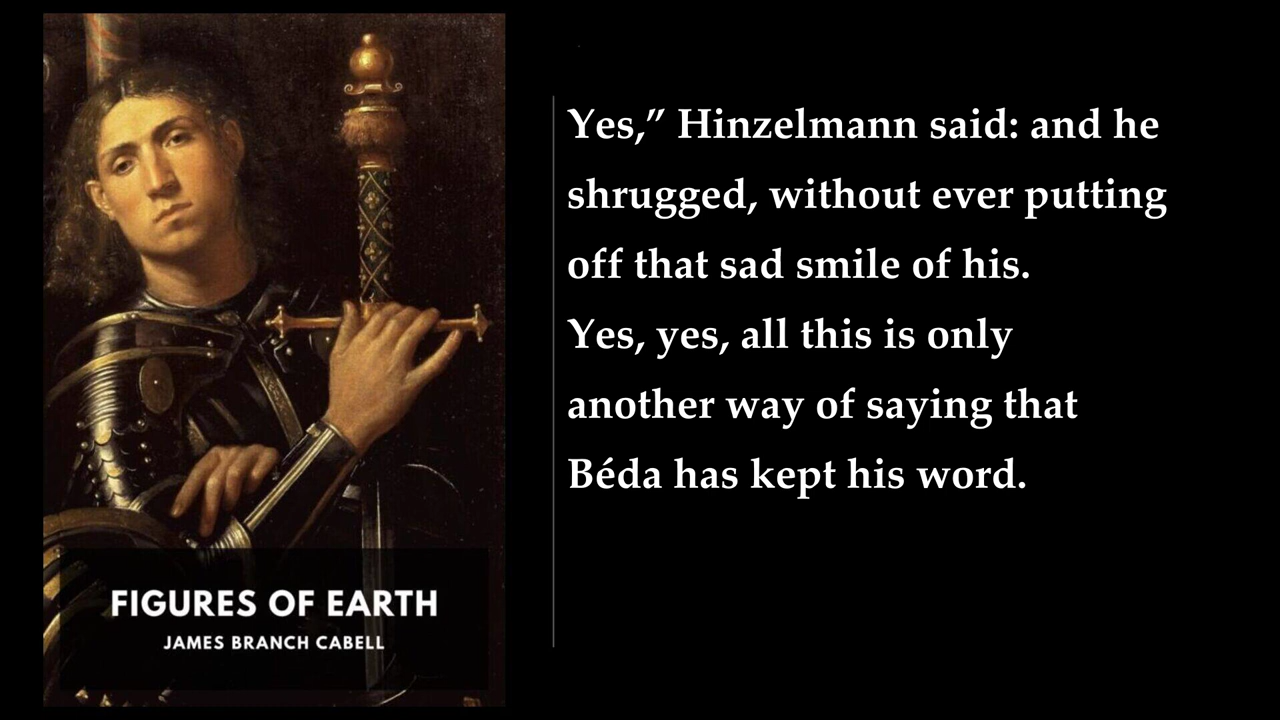 Yes,” Hinzelmann said: and he
shrugged, without ever putting
off that sad smile of his.
Yes, yes, all this is only
another way of saying that
Béda has kept his word.
FIGURES OF EARTH
JAMES BRANCH CABELL